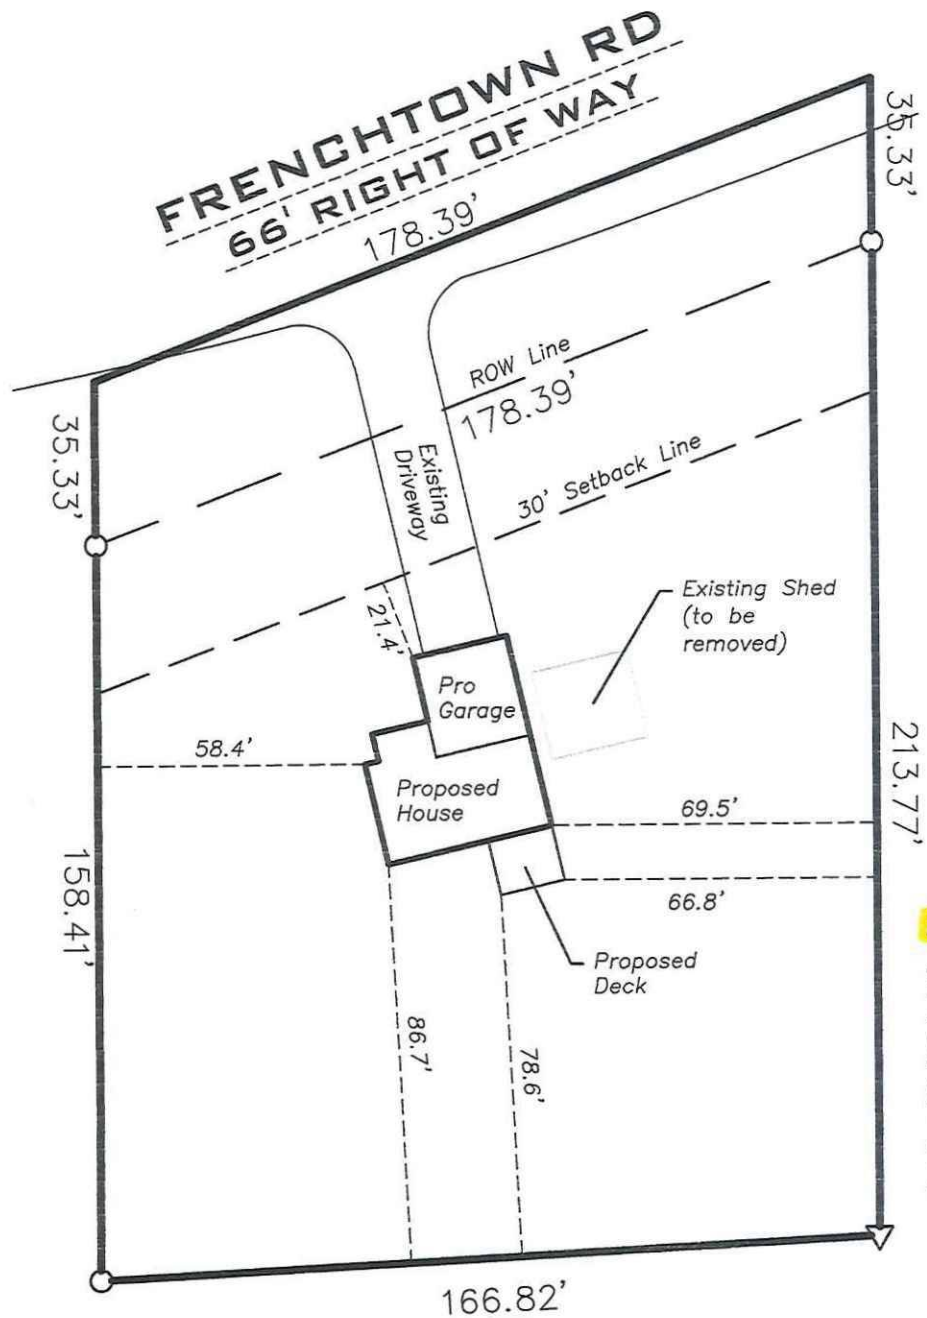 FRENCHTOWN RD
66' RIGHT OF WAY
178.39'
35.33'
ROW Line
178.39'
35.33'
Existing
Driveway
30' Setback Line
21.4'
Existing Shed
(to be
removed)
Pro
Garage
58.4'
Proposed
House
69.5'
213.77'
66.8'
158.41'
Proposed
Deck
86.7'
78.6'
166.82'